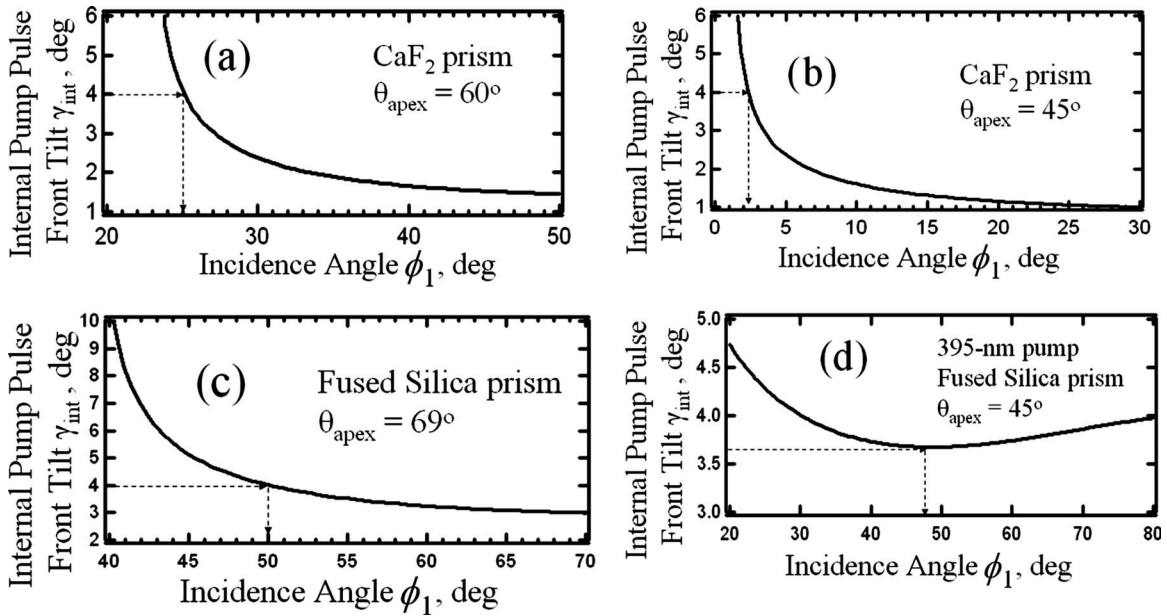 Internal Pump Pulse
Front Tilt γint , deg
6
5
4
3
2
1
(a)
CaF2 prism
θapex = 60o
20
30
40
50
Incidence Angle ϕ1, deg
Internal Pump Pulse
Front Tilt γint , deg
6
5
4
3
2
1
(b)
CaF2 prism
θapex = 45o
0
5
10
15
20
25
30
Incidence Angle ϕ1, deg
Internal Pump Pulse
Front Tilt γint , deg
10
9
8
7
6
5
4
3
2
(c)
Fused Silica prism
θapex = 69o
40
45
50
55
60
65
70
Incidence Angle ϕ1, deg
Internal Pump Pulse
Front Tilt γint , deg
5.0
4.5
4.0
3.5
3.0
(d)
395-nm pump
Fused Silica prism
θapex = 45o
20
30
40
50
60
70
80
Incidence Angle ϕ1, deg